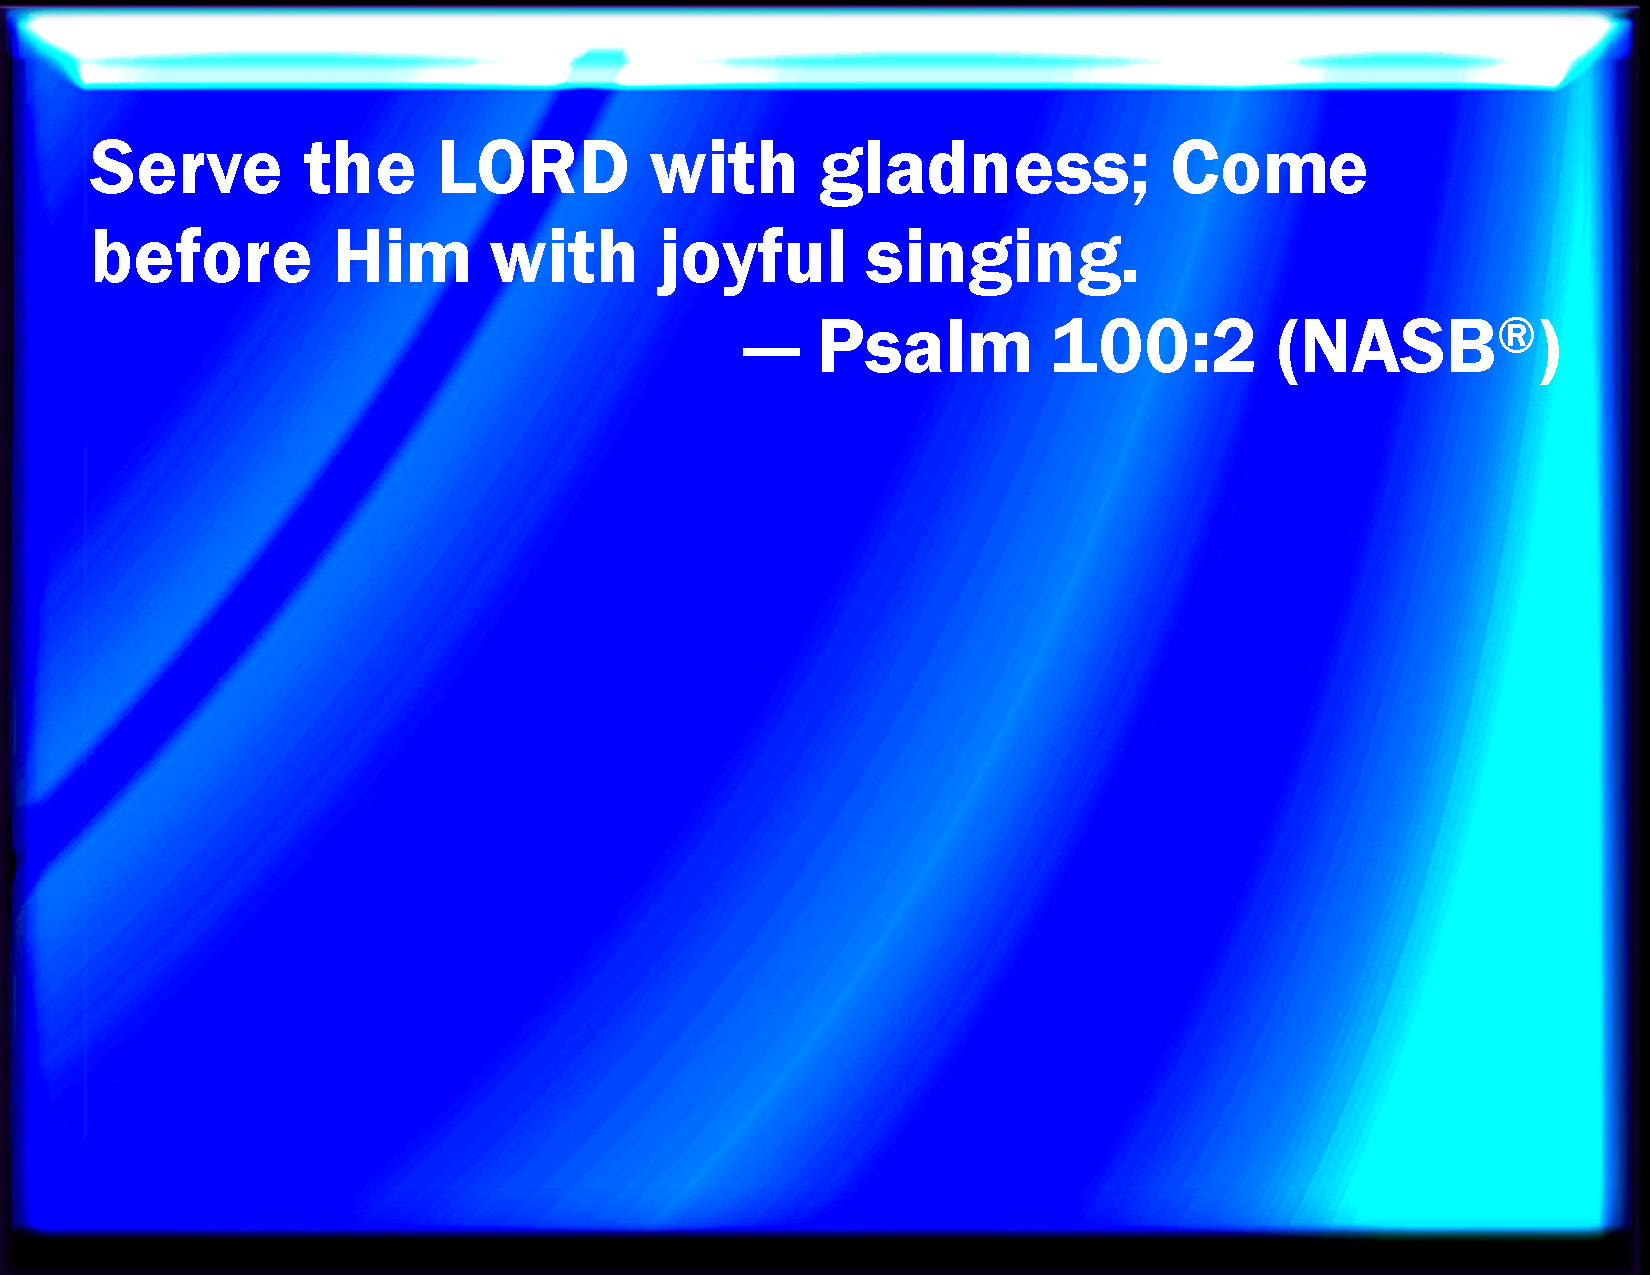 Serve the LORD with gladness; Come
before Him with joyful singing.
— Psalm 100:2 (NASB®)